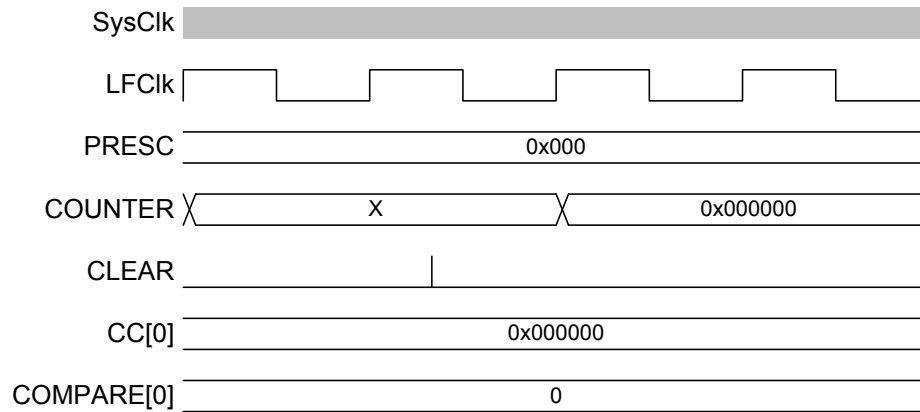 SysClk
LFClk
PRESC 0x000
COUNTER X 0x000000
CLEAR
CC[0] 0x000000
COMPARE[0] 0